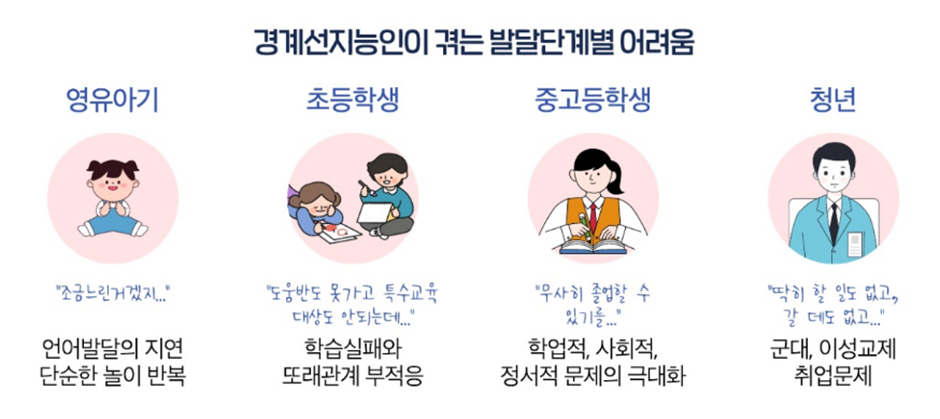 경계선지능인이 겪는 발달단계별 어려움
영유아기
"조금느린거겠지..."
언어발달의 지연
단순한 놀이 반복
초등학생
"도움반도 못가고 특수교육
대상도 안되는데..."
학습실패와
또래관계 부적응
중고등학생
"무사히 졸업할 수
있기를..."
학업적, 사회적,
정서적 문제의 극대화
청년
"딱히 할 일도 없고,
갈 데도 없고..."
군대, 이성교제
취업문제